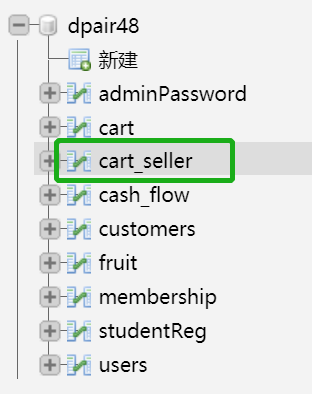 dpair48
新建
adminPassword
cart
cart_seller
cash_flow
customers
fruit
membership
studentReg
users